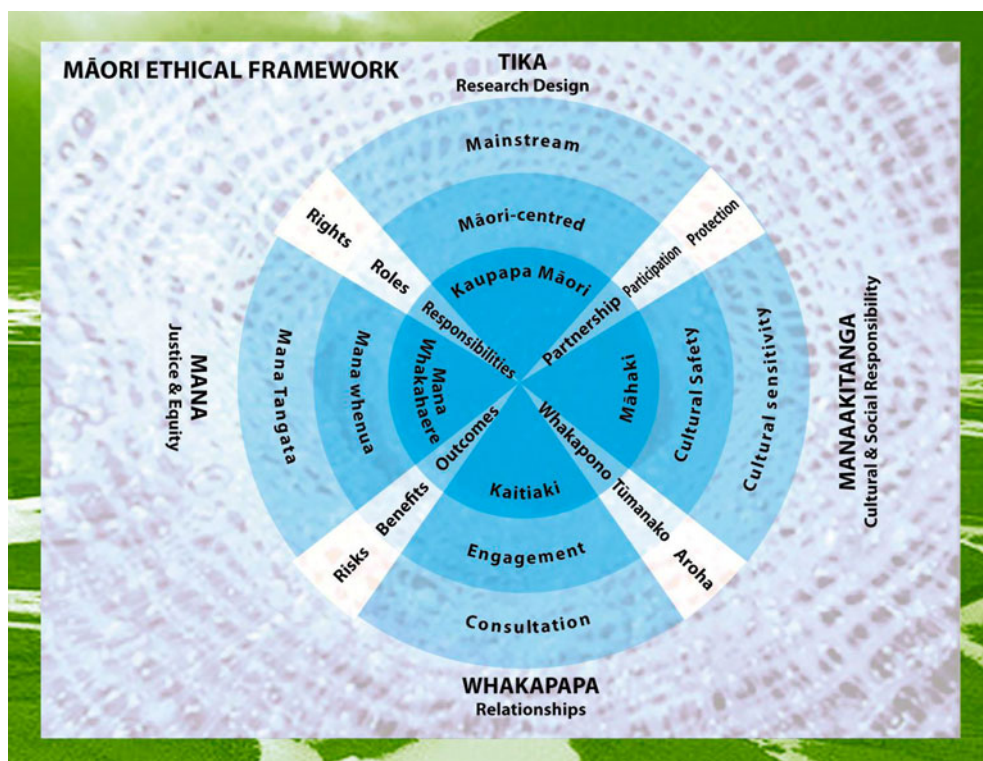 MĀORI ETHICAL FRAMEWORK
TIKA
Research Design
Mainstream
Māori-centred
Kaupapa Māori
Rights
Roles
Responsibilities
Protection
Participation
Partnership
MANA
Justice & Equity
Mana Tangata
Mana whenua
Mana
Whakahaere
Māhaki
Cultural Safety
Cultural sensitivity
MANAAKITANGA
Cultural & Social Responsibility
Outcomes
Benefits
Risks
Whakapono
Tūmanako
Aroha
Kaitiaki
Engagement
Consultation
WHAKAPAPA
Relationships